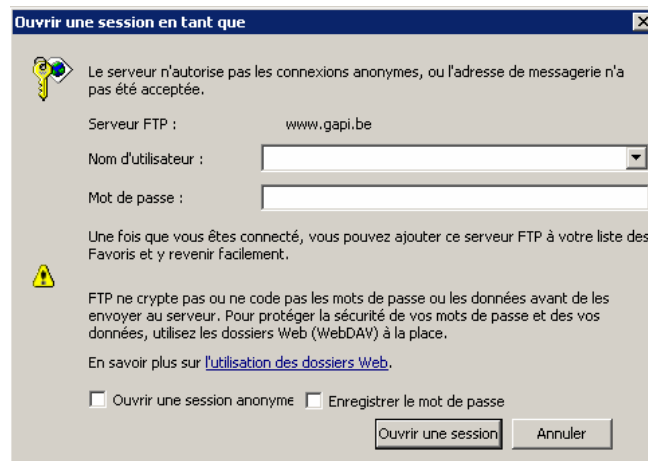 Ouvrir une session en tant que
Le serveur n'autorise pas les connexions anonymes, ou l'adresse de messagerie n'a
pas été acceptée.
Serveur FTP : www.gapi.be
Nom d'utilisateur :
Mot de passe :
Une fois que vous êtes connecté, vous pouvez ajouter ce serveur FTP à votre liste des
Favoris et y revenir facilement.
FTP ne crypte pas ou ne code pas les mots de passe ou les données avant de les
envoyer au serveur. Pour protéger la sécurité de vos mots de passe et des vos
données, utilisez les dossiers Web (WebDAV) à la place.
En savoir plus sur l'utilisation des dossiers Web.
Ouvrir une session anonyme Enregistrer le mot de passe
Ouvrir une session Annuler